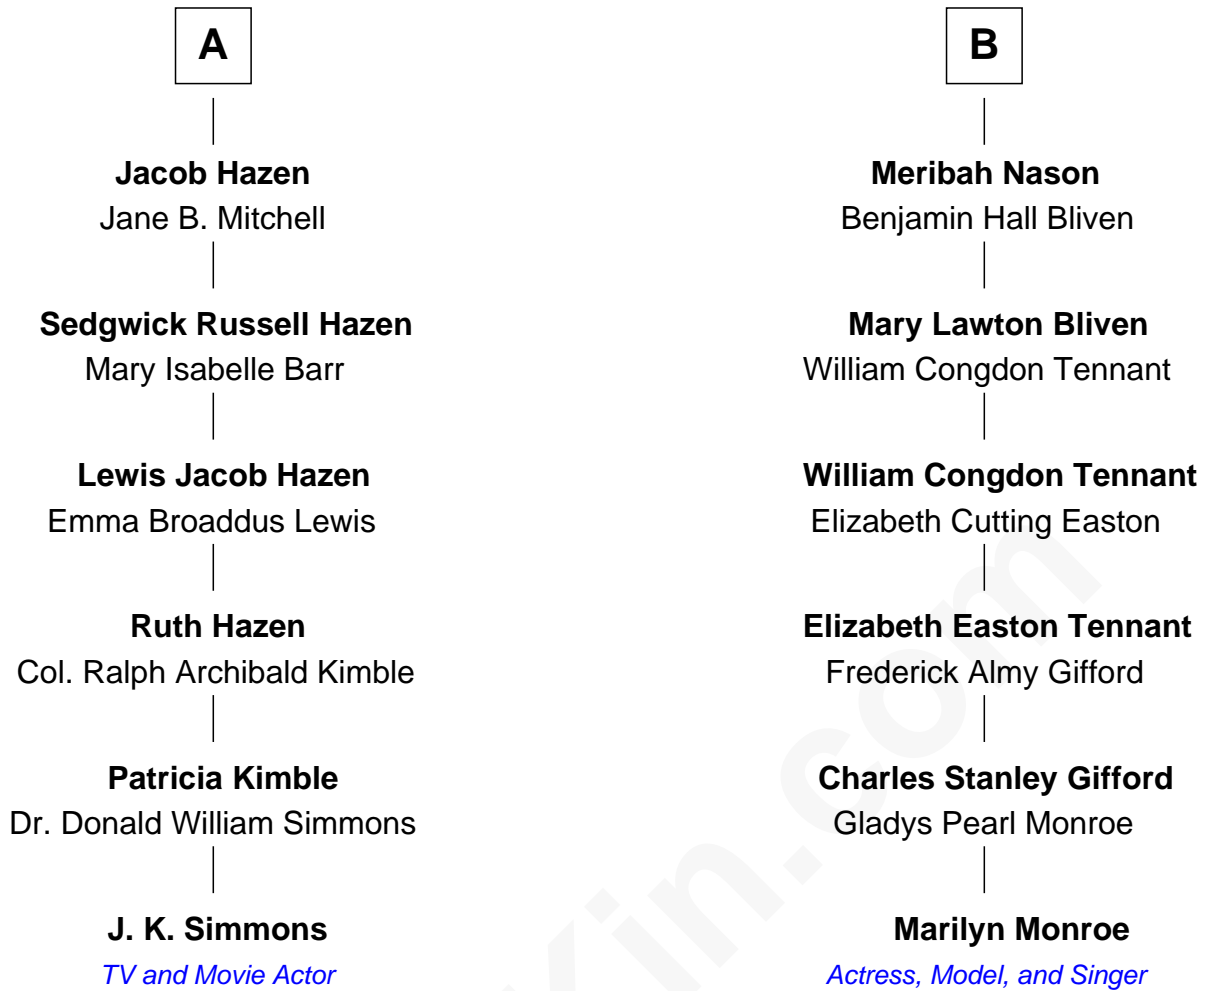 A
B
Jacob Hazen
Jane B. Mitchell
Meribah Nason
Benjamin Hall Bliven
Sedgwick Russell Hazen
Mary Isabelle Barr
Mary Lawton Bliven
William Congdon Tennant
Lewis Jacob Hazen
Emma Broaddus Lewis
William Congdon Tennant
Elizabeth Cutting Easton
Ruth Hazen
Col. Ralph Archibald Kimble
Elizabeth Easton Tennant
Frederick Almy Gifford
Patricia Kimble
Dr. Donald William Simmons
Charles Stanley Gifford
Gladys Pearl Monroe
J. K. Simmons
TV and Movie Actor
Marilyn Monroe
Actress, Model, and Singer
Kin.com